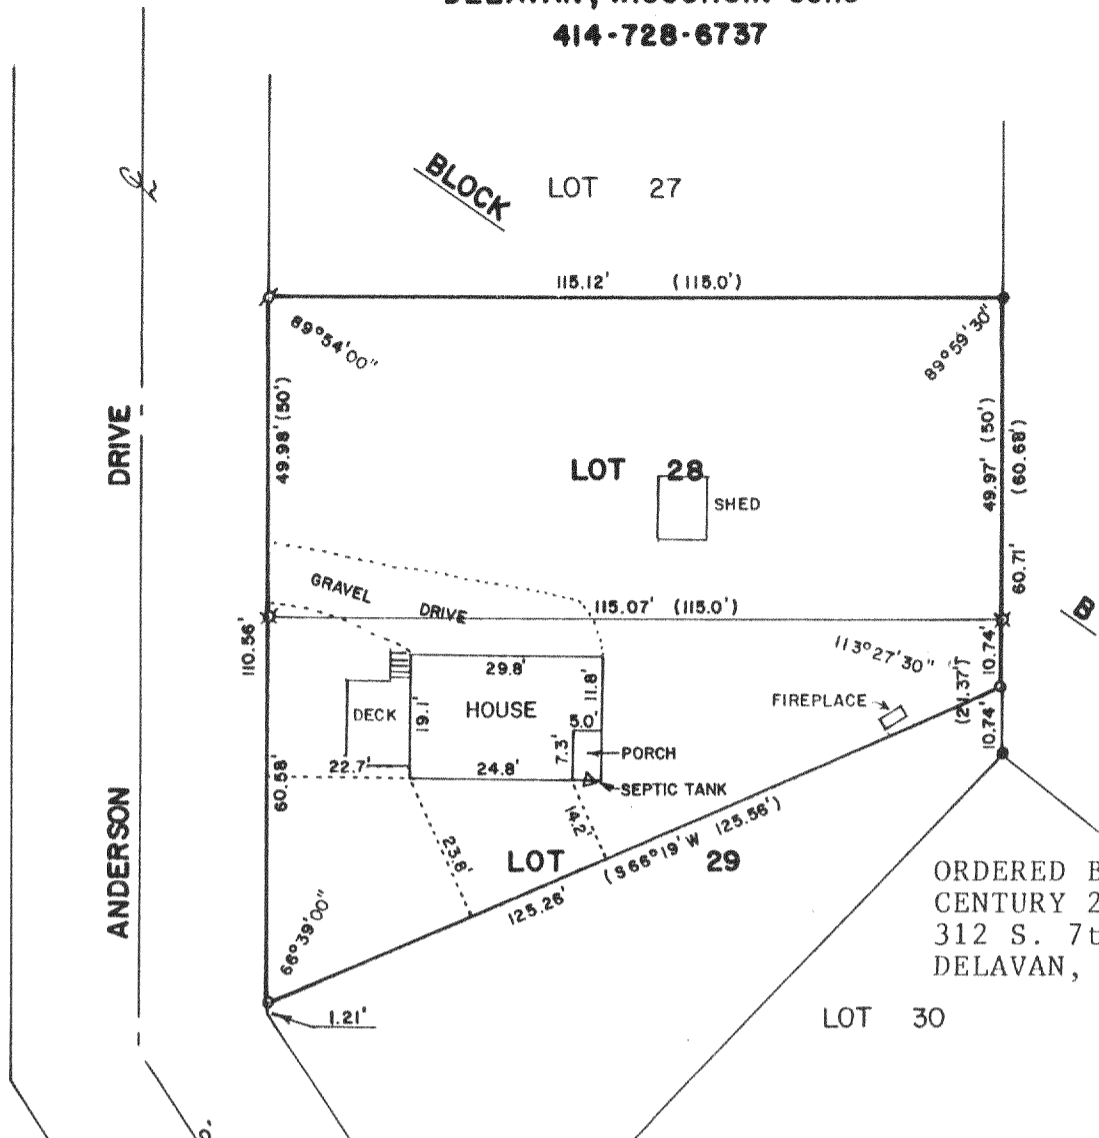 414-728-6737
BLOCK
LOT 27
115.12' (115.0')
89°54'00"
89°59'30"
DRIVE
49.98' (50')
49.97' (50')
(60.68')
LOT 28
SHED
GRAVEL DRIVE
115.07' (115.0')
60.71'
B
110.56'
113°27'30"
10.74'
(21.37')
10.74'
29.8'
11.8'
DECK
19.1'
HOUSE
FIREPLACE
5.0'
7.3'
PORCH
22.7'
24.8'
SEPTIC TANK
60.58'
14.2'
23.8'
(S66°19'W 125.56')
LOT 29
125.26'
ANDERSON
66°39'00"
ORDERED B
CENTURY 2
312 S. 7t
DELAVAN,
1.21'
LOT 30